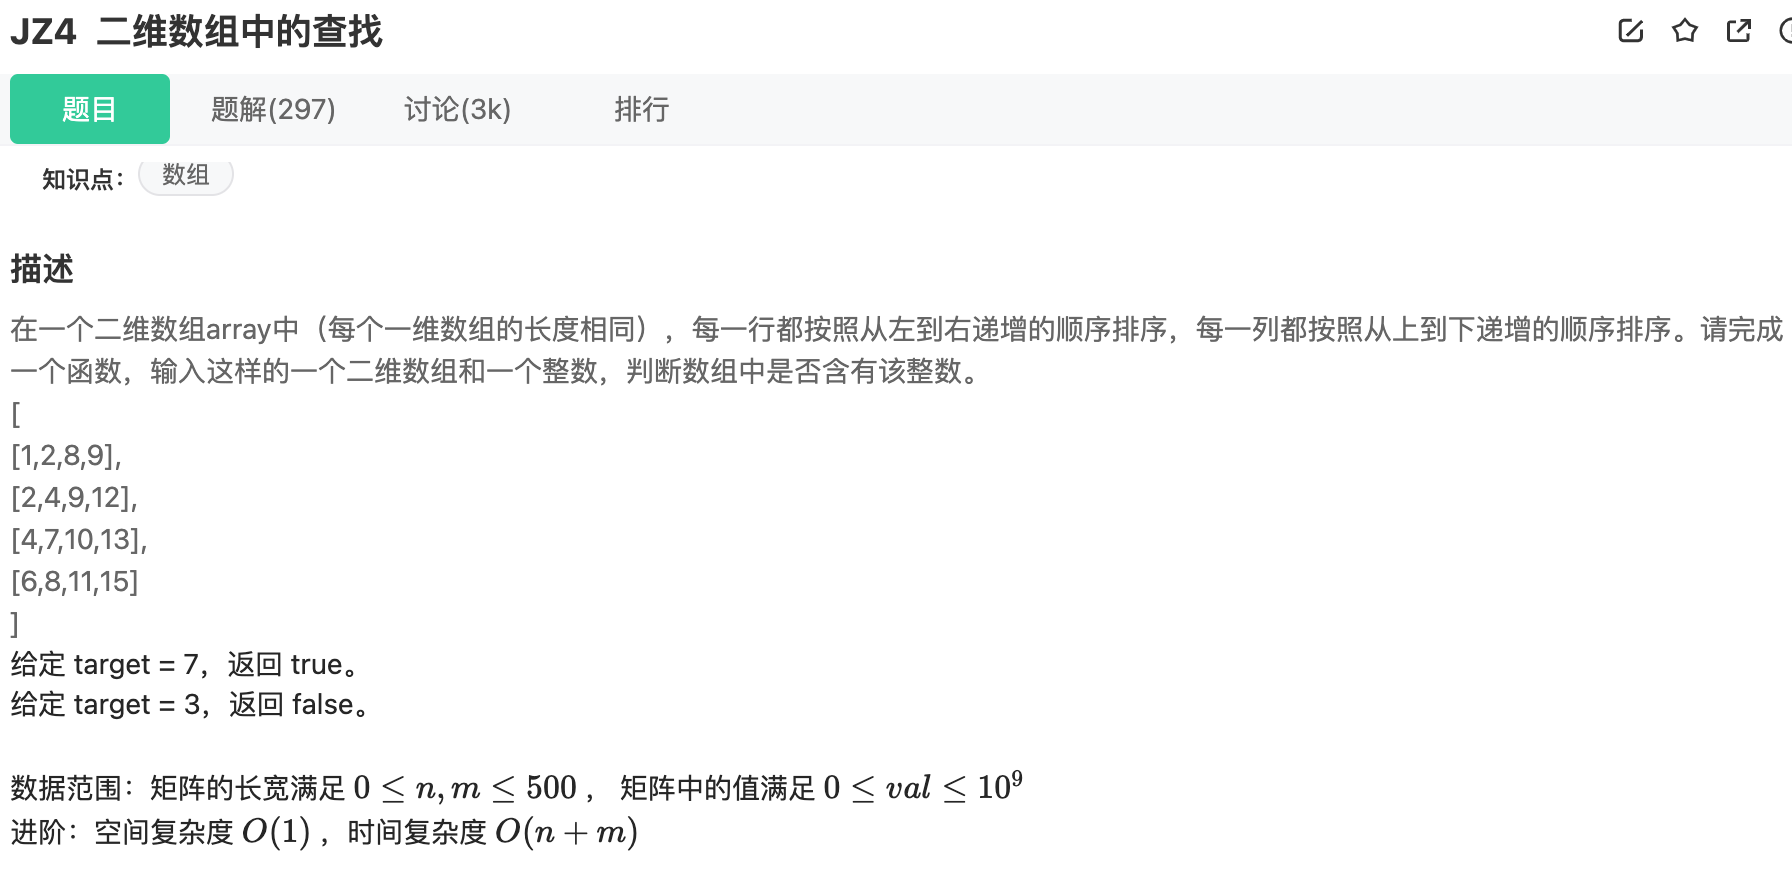 JZ4 二维数组中的查找
题目 题解(297) 讨论(3k) 排行
知识点： 数组
描述
在一个二维数组array中（每个一维数组的长度相同），每一行都按照从左到右递增的顺序排序，每一列都按照从上到下递增的顺序排序。请完成
一个函数，输入这样的一个二维数组和一个整数，判断数组中是否含有该整数。
[
[1,2,8,9],
[2,4,9,12],
[4,7,10,13],
[6,8,11,15]
]
给定 target = 7，返回 true。
给定 target = 3，返回 false。
数据范围：矩阵的长宽满足 0 ≤ n, m ≤ 500 ， 矩阵中的值满足 0 ≤ val ≤ 10⁹
进阶：空间复杂度 O(1) ，时间复杂度 O(n + m)